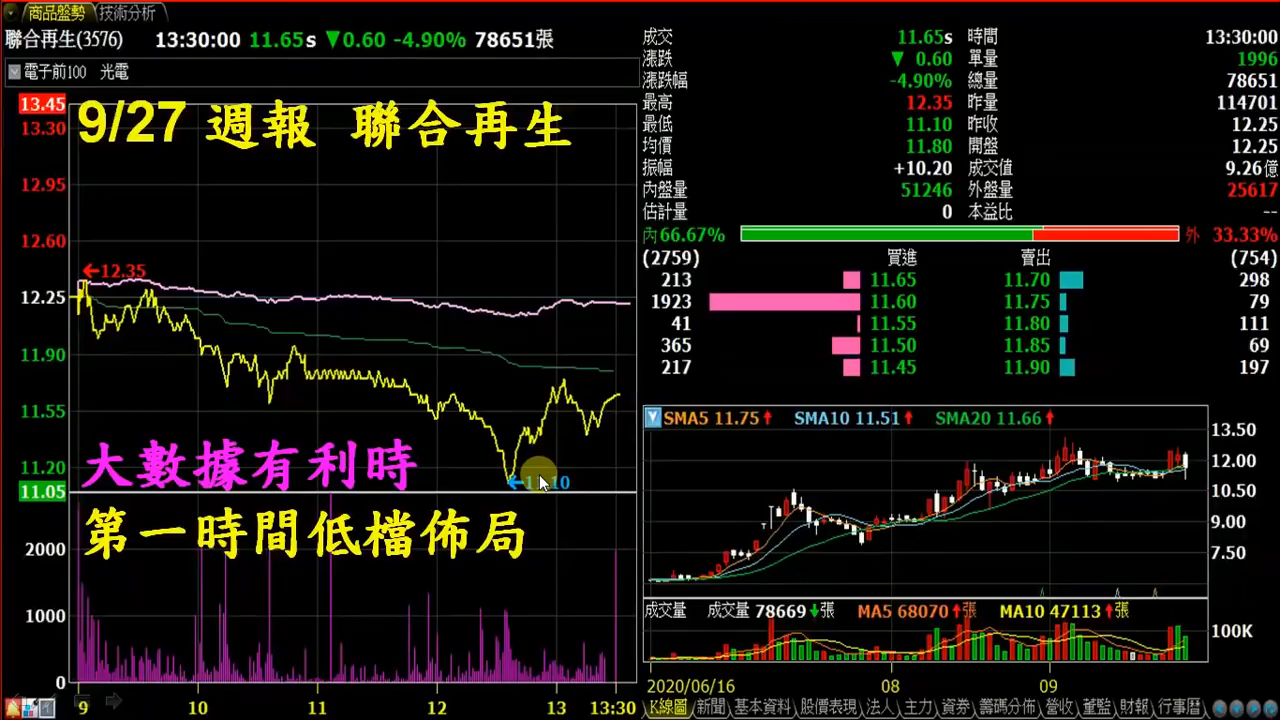 商品盤勢 技術分析
聯合再生(3576) 13:30:00 11.65s ▼0.60 -4.90% 78651張
電子前100 光電
13.45
13.30
12.95
12.60
12.25
11.90
11.55
11.20
11.05
2000
1000
0
9/27 週報 聯合再生
←12.35
大數據有利時
第一時間低檔佈局
9 10 11 12 13 13:30
成交 11.65s 時間 13:30:00
漲跌 ▼ 0.60 單量 1996
漲跌幅 -4.90% 總量 78651
最高 12.35 昨量 114701
最低 11.10 昨收 12.25
均價 11.80 開盤 12.25
振幅 +10.20 成交值 9.26億
內盤量 51246 外盤量 25617
估計量 0 本益比 --
內 66.67% 外 33.33%
(2759) 買進 賣出 (754)
213 11.65 11.70 298
1923 11.60 11.75 79
41 11.55 11.80 111
365 11.50 11.85 69
217 11.45 11.90 197
SMA5 11.75↑ SMA10 11.51↑ SMA20 11.66↑
13.50
12.00
10.50
9.00
7.50
成交量 成交量 78669↓張 MA5 68070↑張 MA10 47113↑張
100K
2020/06/16 08 09
K線圖 新聞 基本資料 股價表現 法人 主力 資券 籌碼分佈 營收 董監 財報 行事曆